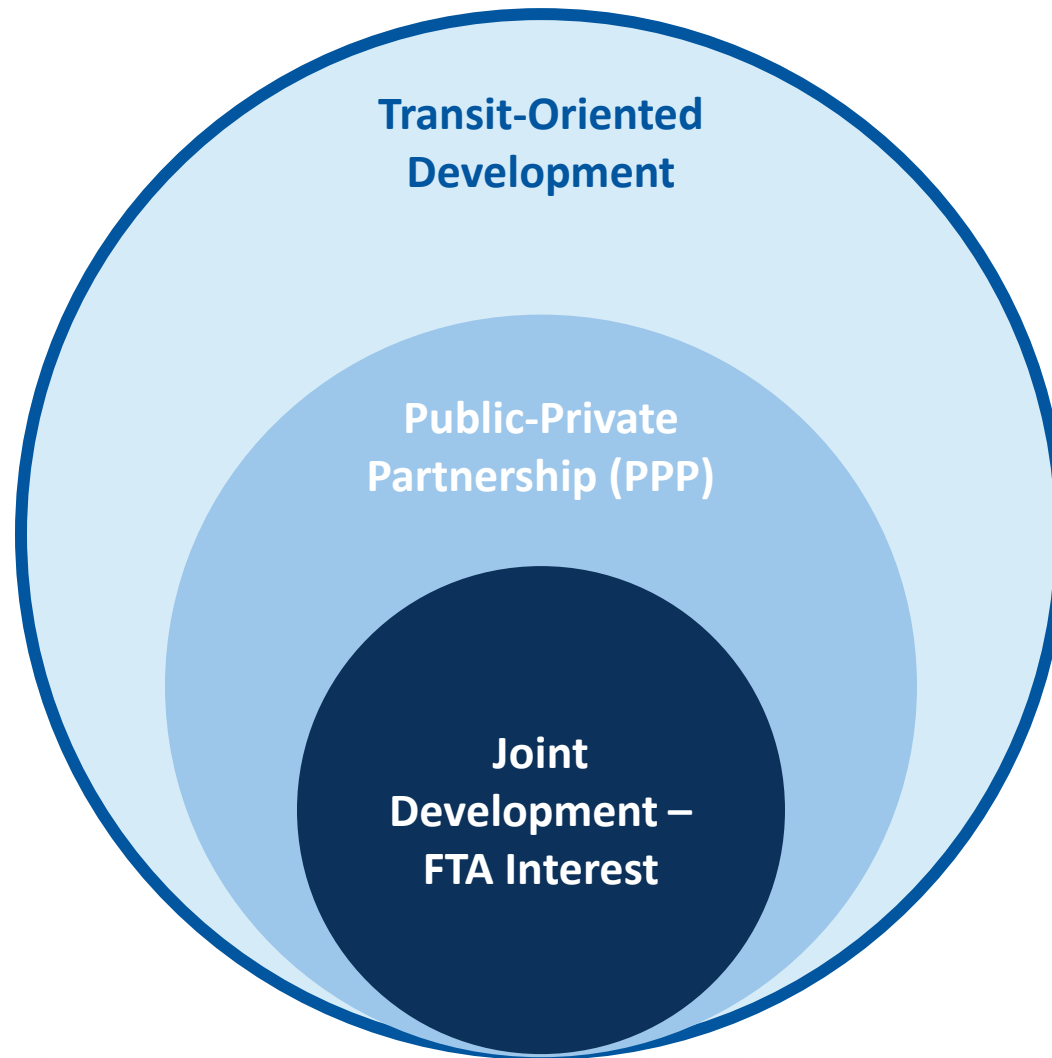 Transit-Oriented
Development
Public-Private
Partnership (PPP)
Joint
Development –
FTA Interest